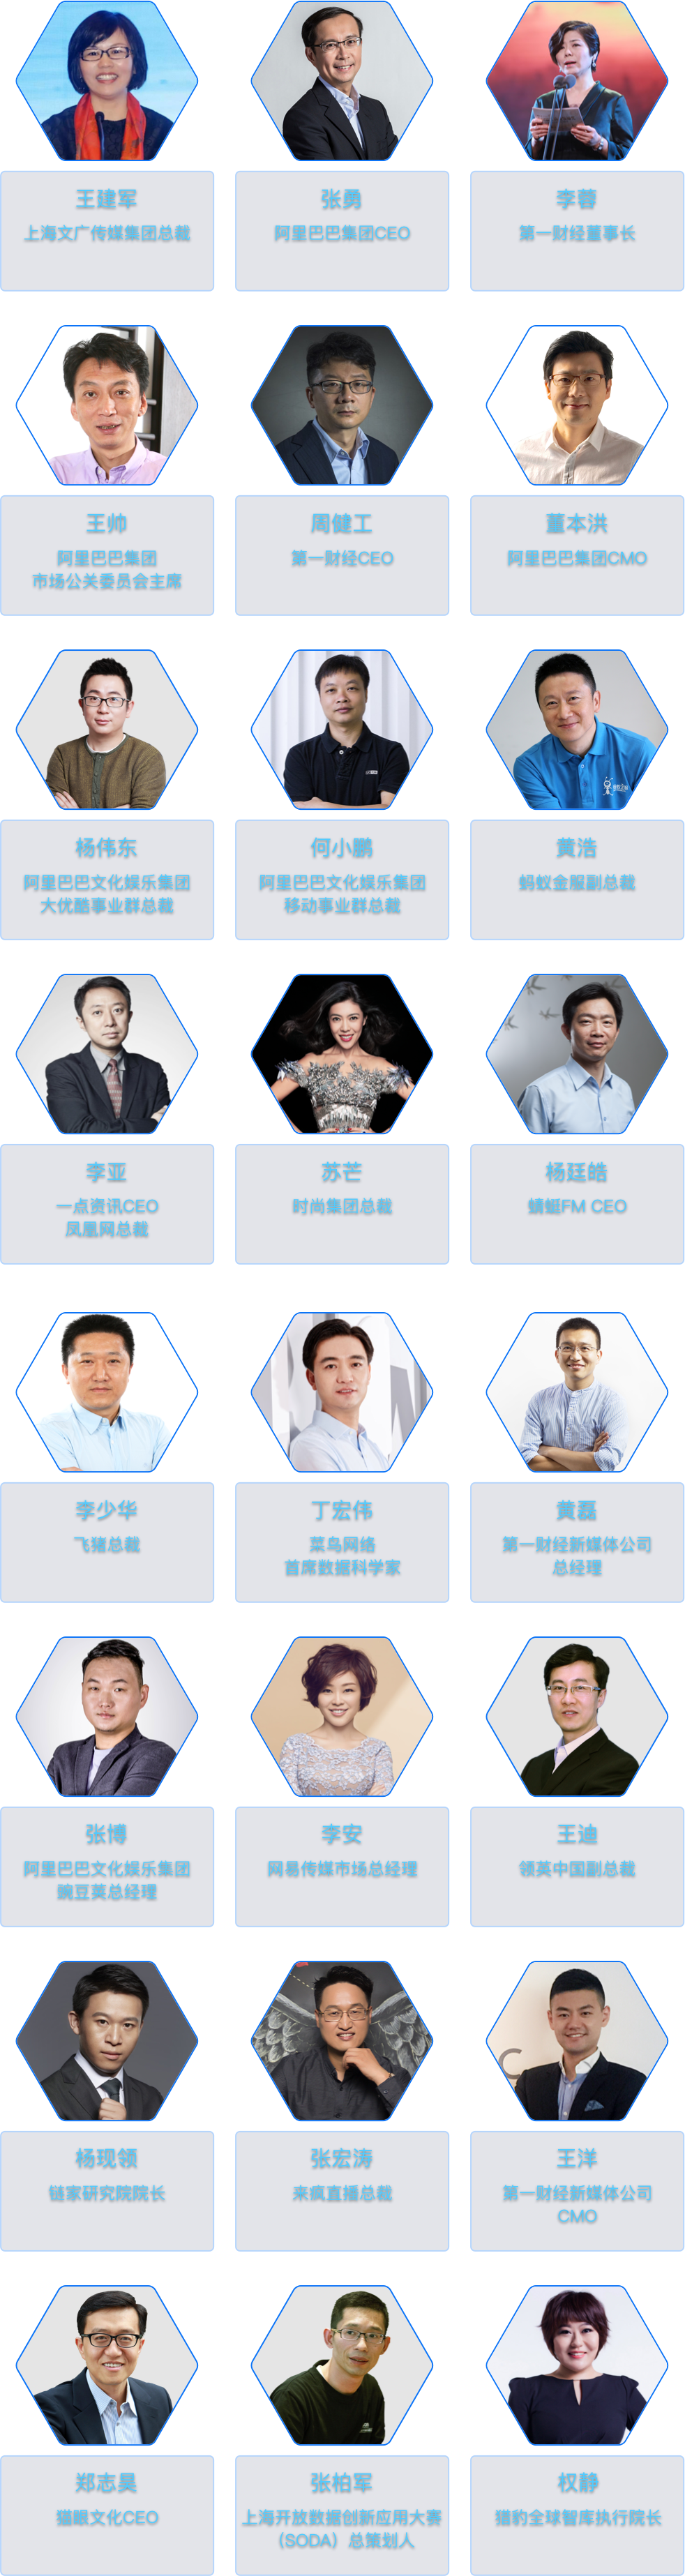 王建军
上海文广传媒集团总裁
张勇
阿里巴巴集团CEO
李蓉
第一财经董事长
王帅
阿里巴巴集团
市场公关委员会主席
周健工
第一财经CEO
董本洪
阿里巴巴集团CMO
杨伟东
阿里巴巴文化娱乐集团
大优酷事业群总裁
何小鹏
阿里巴巴文化娱乐集团
移动事业群总裁
黄浩
蚂蚁金服副总裁
李亚
一点资讯CEO
凤凰网总裁
苏芒
时尚集团总裁
杨廷皓
蜻蜓FM CEO
李少华
飞猪总裁
丁宏伟
菜鸟网络
首席数据科学家
黄磊
第一财经新媒体公司
总经理
张博
阿里巴巴文化娱乐集团
豌豆荚总经理
李安
网易传媒市场总经理
王迪
领英中国副总裁
杨现领
链家研究院院长
张宏涛
来疯直播总裁
王洋
第一财经新媒体公司
CMO
郑志昊
猫眼文化CEO
张柏军
上海开放数据创新应用大赛
（SODA）总策划人
权静
猎豹全球智库执行院长